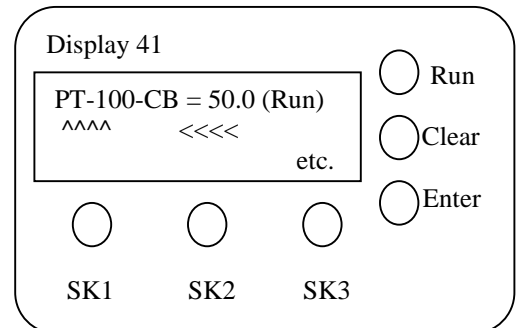 Display 41
PT-100-CB = 50.0 (Run)
^^^^ <<<<
etc.
Run
Clear
Enter
SK1 SK2 SK3